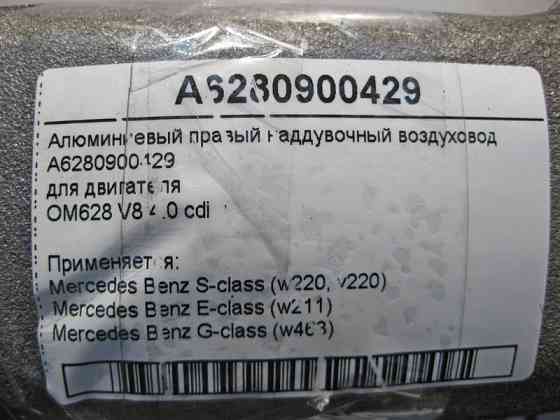 A6280900429
Алюминиевый правый наддувочный воздуховод
A6280900429
для двигателя
OM628 V8 4.0 cdi
Применяется:
Mercedes Benz S-class (w220, v220)
Mercedes Benz E-class (w211)
Mercedes Benz G-class (w463)